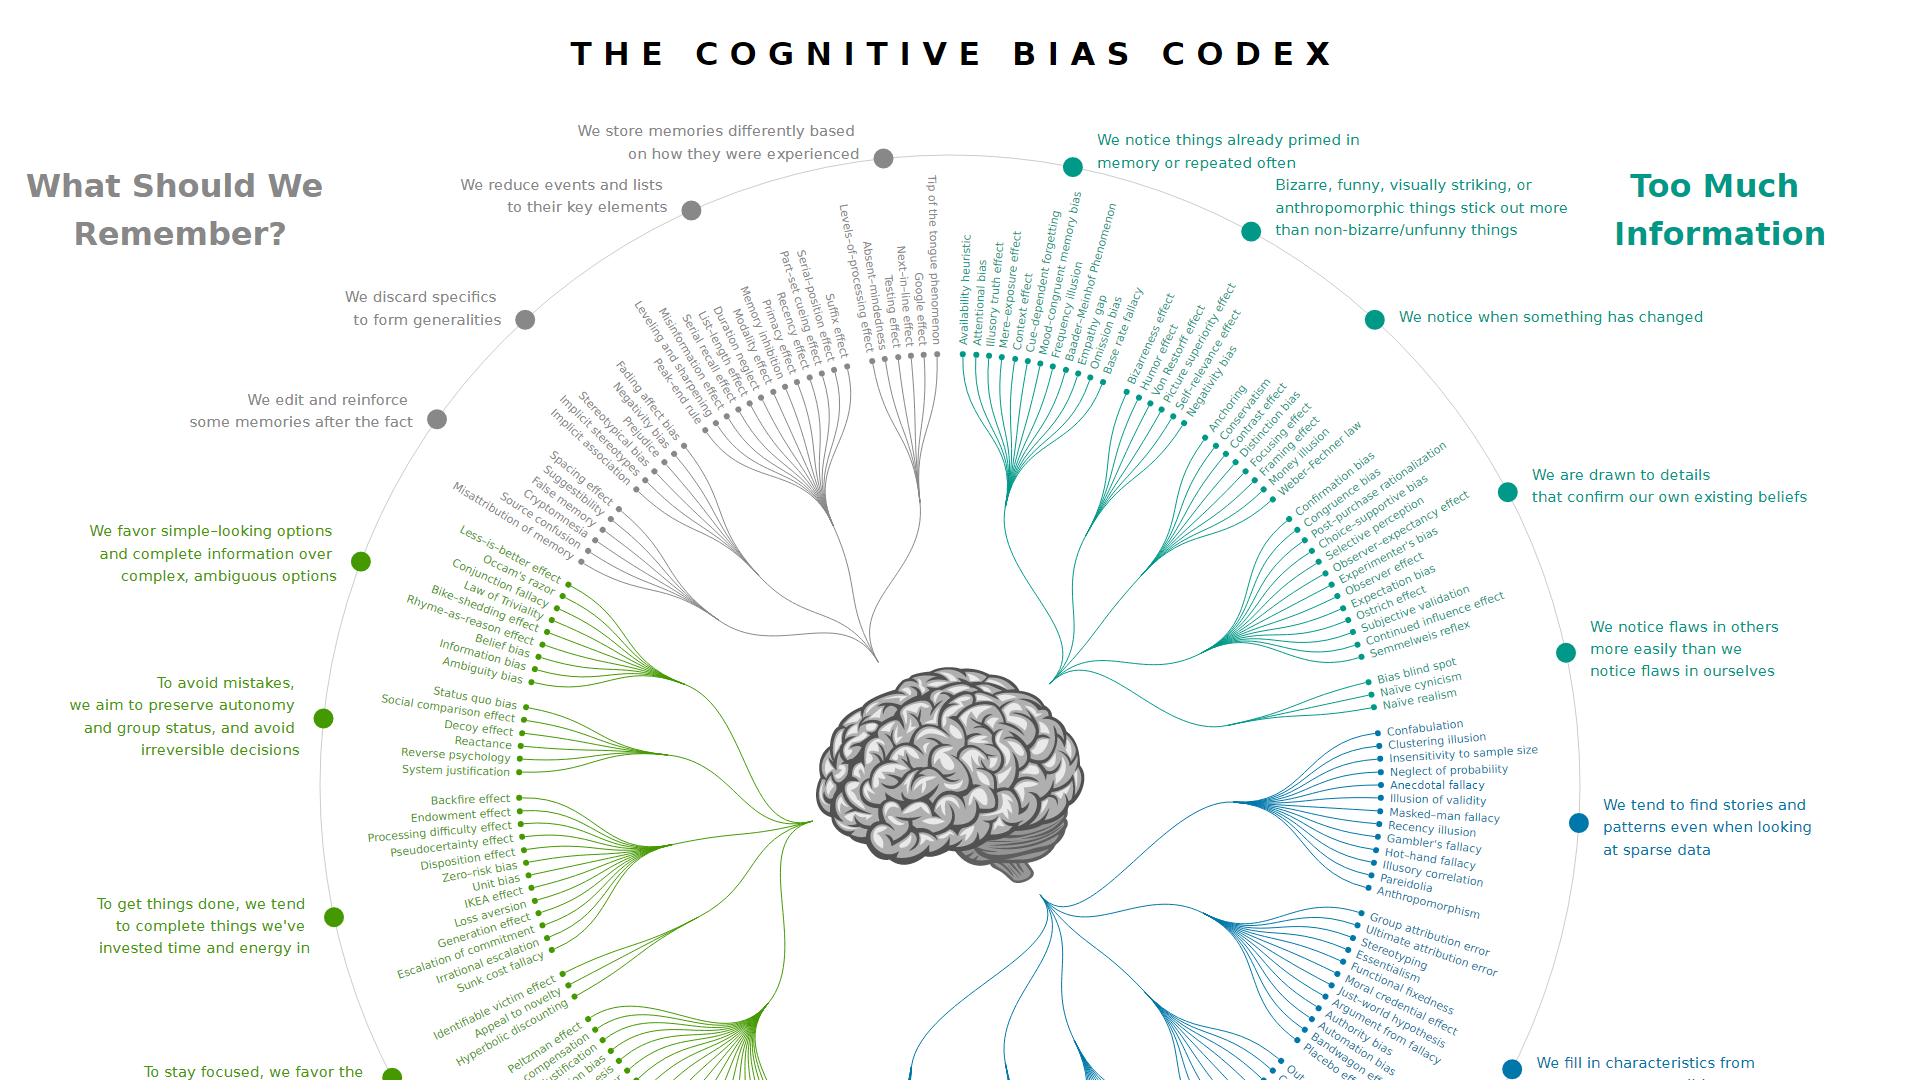 THE COGNITIVE BIAS CODEX
What Should We
Remember?
Too Much
Information
We store memories differently based
on how they were experienced
We reduce events and lists
to their key elements
We discard specifics
to form generalities
We edit and reinforce
some memories after the fact
We favor simple–looking options
and complete information over
complex, ambiguous options
To avoid mistakes,
we aim to preserve autonomy
and group status, and avoid
irreversible decisions
To get things done, we tend
to complete things we've
invested time and energy in
To stay focused, we favor the
We notice things already primed in
memory or repeated often
Bizarre, funny, visually striking, or
anthropomorphic things stick out more
than non-bizarre/unfunny things
We notice when something has changed
We are drawn to details
that confirm our own existing beliefs
We notice flaws in others
more easily than we
notice flaws in ourselves
We tend to find stories and
patterns even when looking
at sparse data
We fill in characteristics from
Tip of the tongue phenomenon
Google effect
Next–in–line effect
Testing effect
Absent–mindedness
Levels–of–processing effect
Suffix effect
Serial–position effect
Part–set cueing effect
Recency effect
Primacy effect
Memory inhibition
Modality effect
Duration neglect
List–length effect
Serial recall effect
Misinformation effect
Leveling and sharpening
Peak–end rule
Fading affect bias
Negativity bias
Prejudice
Stereotypical bias
Implicit stereotypes
Implicit association
Spacing effect
Suggestibility
False memory
Cryptomnesia
Source confusion
Misattribution of memory
Less–is–better effect
Occam's razor
Conjunction fallacy
Law of Triviality
Bike–shedding effect
Rhyme–as–reason effect
Belief bias
Information bias
Ambiguity bias
Status quo bias
Social comparison effect
Decoy effect
Reactance
Reverse psychology
System justification
Backfire effect
Endowment effect
Processing difficulty effect
Pseudocertainty effect
Disposition effect
Zero–risk bias
Unit bias
IKEA effect
Loss aversion
Generation effect
Escalation of commitment
Irrational escalation
Sunk cost fallacy
Identifiable victim effect
Appeal to novelty
Hyperbolic discounting
Peltzman effect
compensation
Availability heuristic
Attentional bias
Illusory truth effect
Mere–exposure effect
Context effect
Cue–dependent forgetting
Mood–congruent memory bias
Frequency illusion
Baader–Meinhof Phenomenon
Empathy gap
Omission bias
Base rate fallacy
Bizarreness effect
Humor effect
Von Restorff effect
Picture superiority effect
Self–relevance effect
Negativity bias
Anchoring
Conservatism
Contrast effect
Distinction bias
Focusing effect
Framing effect
Money illusion
Weber–Fechner law
Confirmation bias
Congruence bias
Post–purchase rationalization
Choice–supportive bias
Selective perception
Observer–expectancy effect
Experimenter's bias
Observer effect
Expectation bias
Ostrich effect
Subjective validation
Continued influence effect
Semmelweis reflex
Bias blind spot
Naïve cynicism
Naïve realism
Confabulation
Clustering illusion
Insensitivity to sample size
Neglect of probability
Anecdotal fallacy
Illusion of validity
Masked–man fallacy
Recency illusion
Gambler's fallacy
Hot–hand fallacy
Illusory correlation
Pareidolia
Anthropomorphism
Group attribution error
Ultimate attribution error
Stereotyping
Essentialism
Functional fixedness
Moral credential effect
Just–world hypothesis
Argument from fallacy
Authority bias
Automation bias
Bandwagon
Placebo